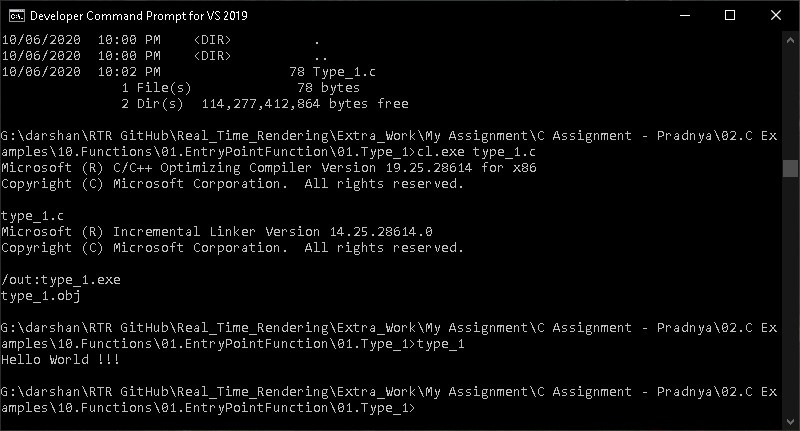 Developer Command Prompt for VS 2019
10/06/2020  10:00 PM    <DIR>          .
10/06/2020  10:00 PM    <DIR>          ..
10/06/2020  10:02 PM                78 Type_1.c
               1 File(s)             78 bytes
               2 Dir(s)  114,277,412,864 bytes free
G:\darshan\RTR GitHub\Real_Time_Rendering\Extra_Work\My Assignment\C Assignment - Pradnya\02.C Ex
amples\10.Functions\01.EntryPointFunction\01.Type_1>cl.exe type_1.c
Microsoft (R) C/C++ Optimizing Compiler Version 19.25.28614 for x86
Copyright (C) Microsoft Corporation.  All rights reserved.
type_1.c
Microsoft (R) Incremental Linker Version 14.25.28614.0
Copyright (C) Microsoft Corporation.  All rights reserved.
/out:type_1.exe
type_1.obj
G:\darshan\RTR GitHub\Real_Time_Rendering\Extra_Work\My Assignment\C Assignment - Pradnya\02.C Ex
amples\10.Functions\01.EntryPointFunction\01.Type_1>type_1
Hello World !!!
G:\darshan\RTR GitHub\Real_Time_Rendering\Extra_Work\My Assignment\C Assignment - Pradnya\02.C Ex
amples\10.Functions\01.EntryPointFunction\01.Type_1>